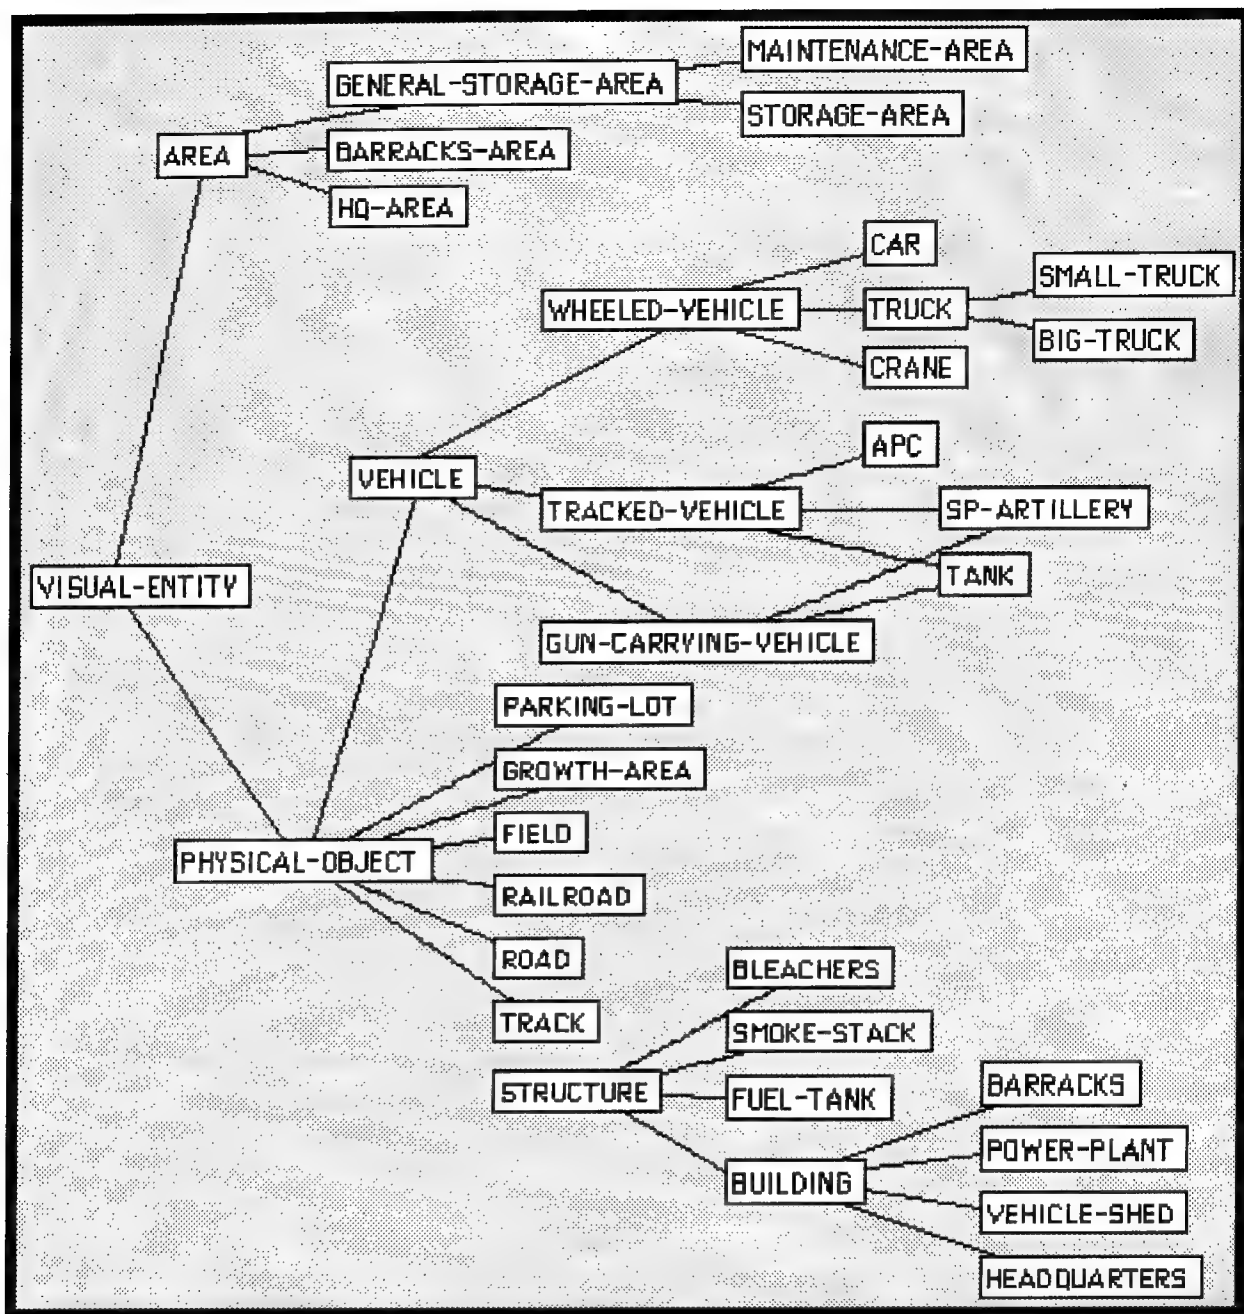 MAINTENANCE-AREA
GENERAL-STORAGE-AREA
STORAGE-AREA
AREA
BARRACKS-AREA
HQ-AREA
CAR
SMALL-TRUCK
WHEELED-VEHICLE
TRUCK
BIG-TRUCK
CRANE
APC
VEHICLE
TRACKED-VEHICLE
SP-ARTILLERY
TANK
VISUAL-ENTITY
GUN-CARRYING-VEHICLE
PARKING-LOT
GROWTH-AREA
FIELD
PHYSICAL-OBJECT
RAILROAD
ROAD
TRACK
BLEACHERS
SMOKE-STACK
STRUCTURE
FUEL-TANK
BARRACKS
POWER-PLANT
BUILDING
VEHICLE-SHED
HEADQUARTERS